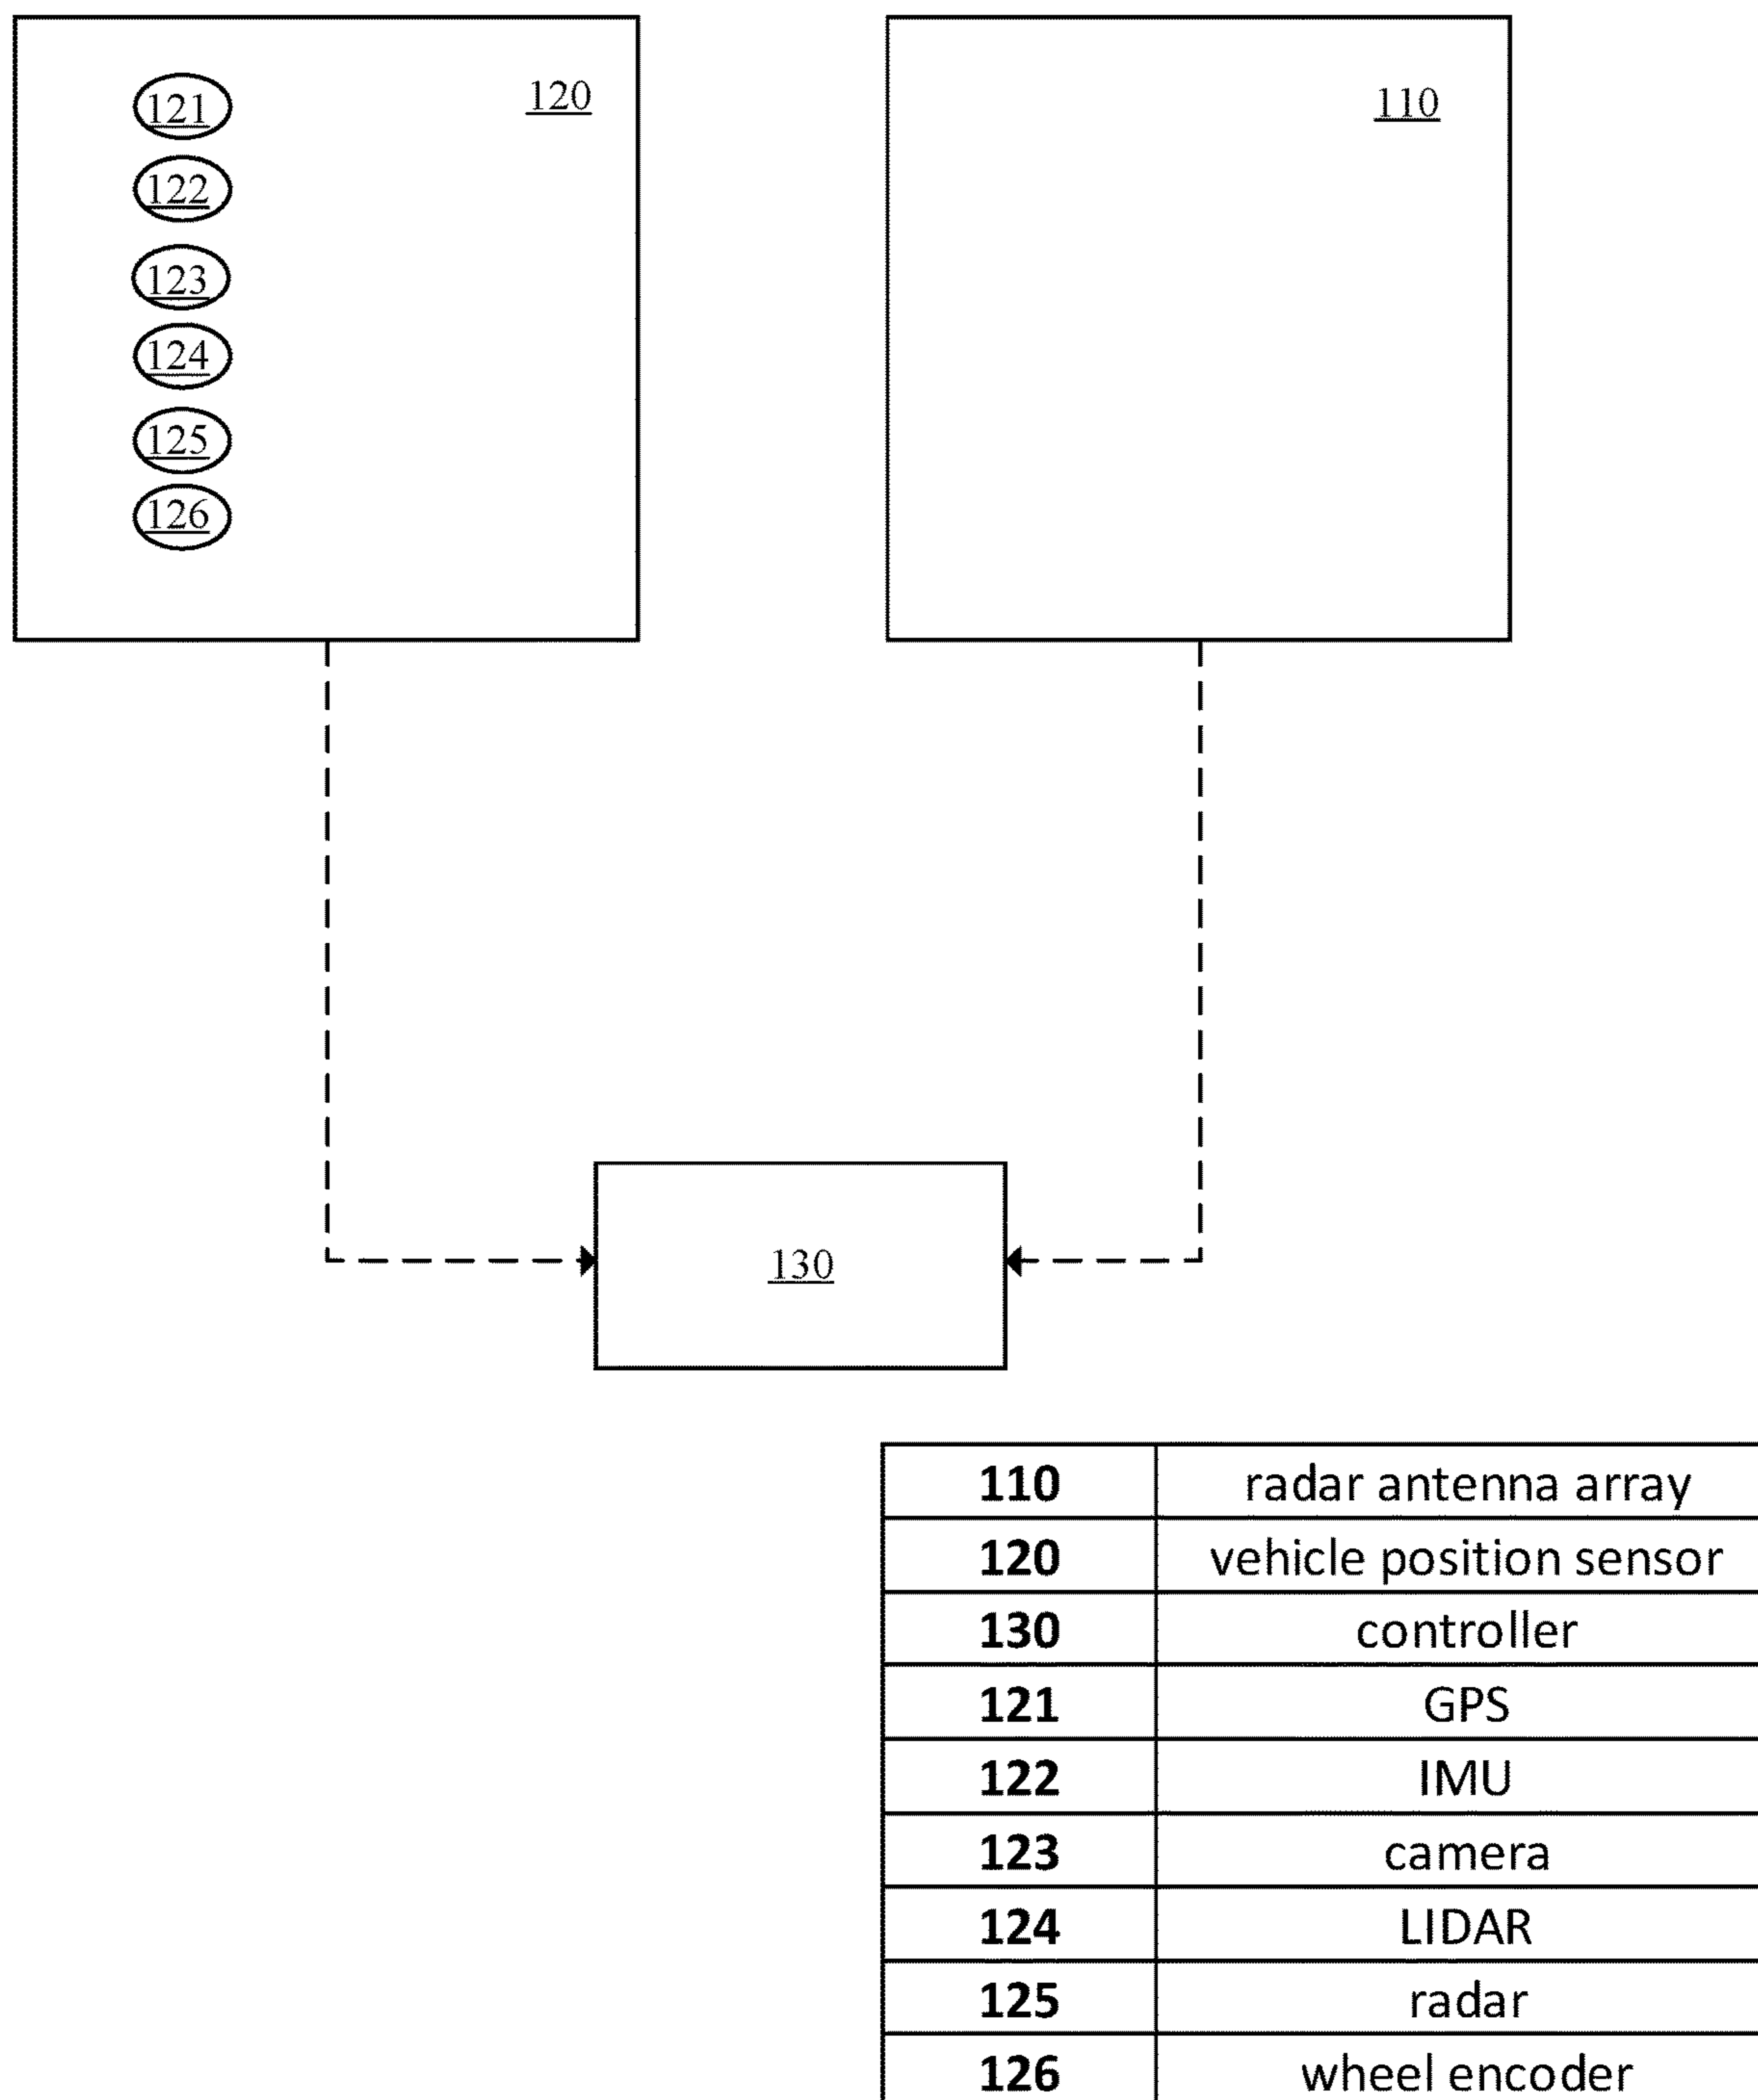 121
120
110
122
123
124
125
126
130
110 radar antenna array
120 vehicle position sensor
130 controller
121 GPS
122 IMU
123 camera
124 LIDAR
125 radar
126 wheel encoder